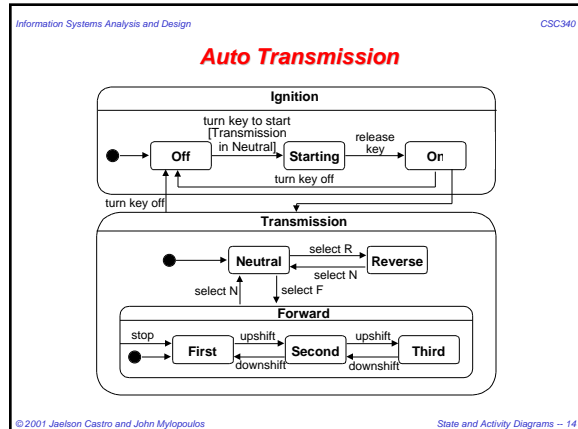 Information Systems Analysis and Design
CSC340
Auto Transmission
Ignition
turn key to start
[Transmission
in Neutral]
release
key
Off
Starting
On
turn key off
turn key off
Transmission
select R
Neutral
Reverse
select N
select N
select F
Forward
stop
upshift
upshift
First
Second
Third
downshift
downshift
© 2001 Jaelson Castro and John Mylopoulos
State and Activity Diagrams -- 14